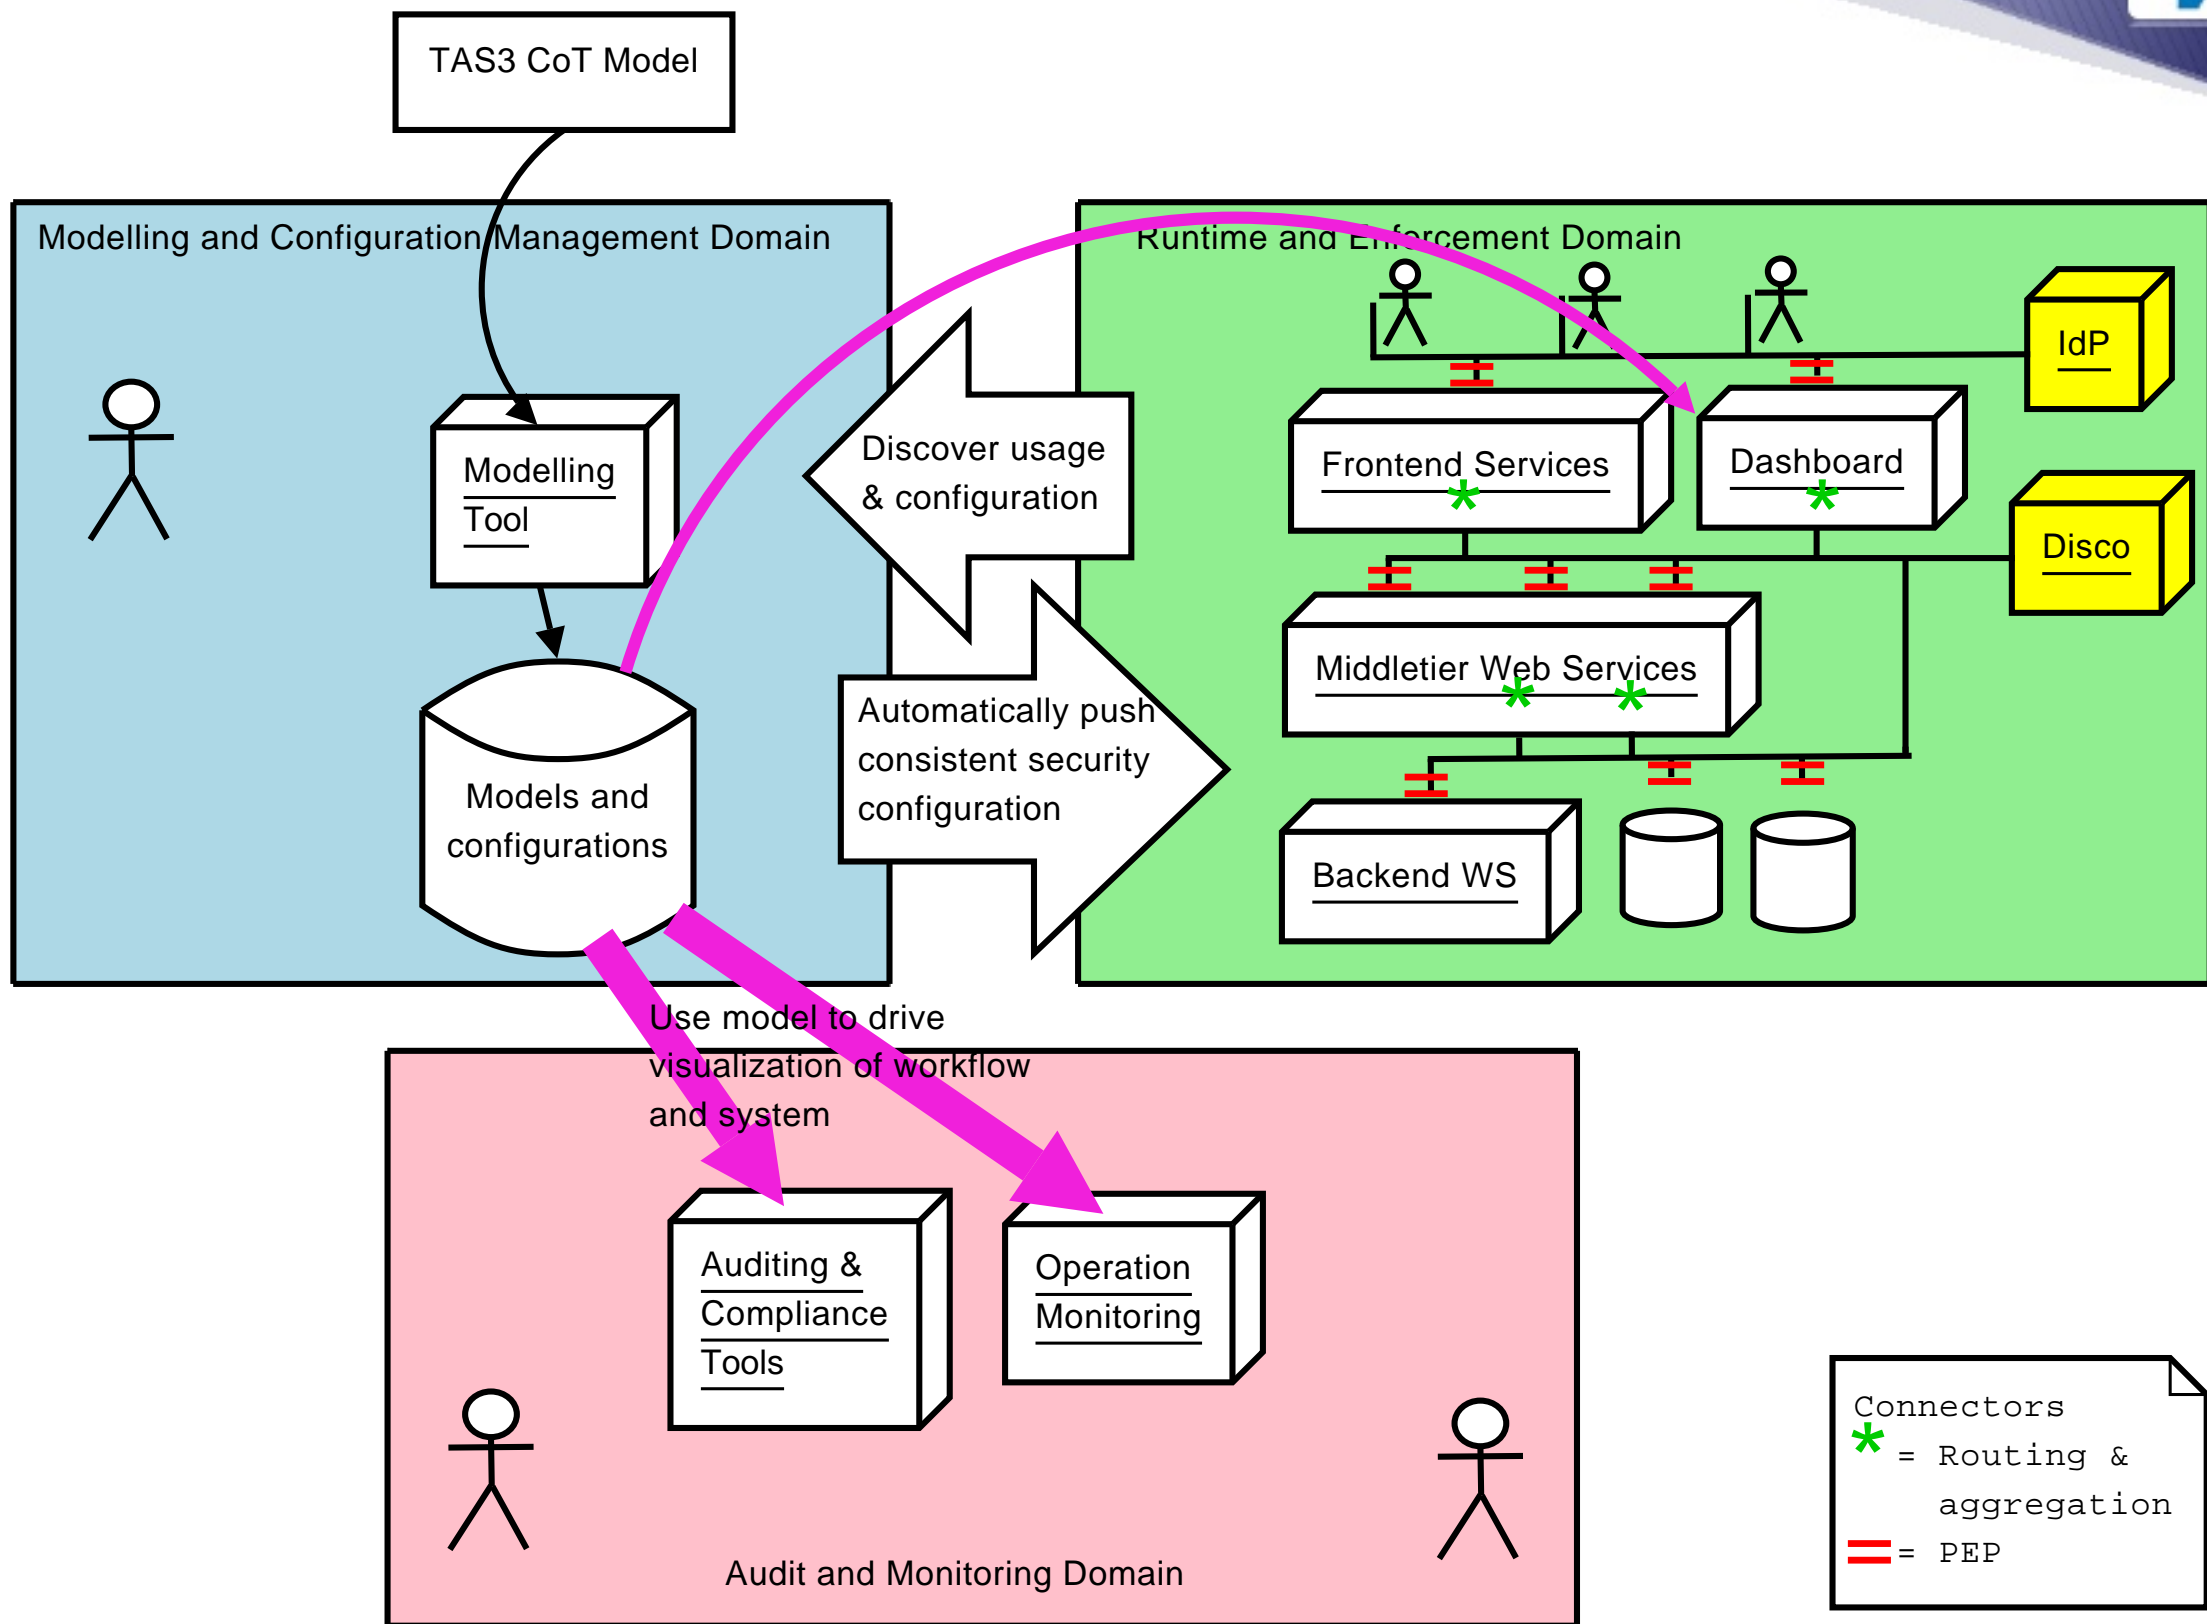 TAS3 CoT Model
Modelling and Configuration Management Domain
Runtime and Enforcement Domain
IdP
Modelling
Tool
Discover usage
& configuration
Frontend Services
*
Dashboard
*
Disco
Middletier Web Services
* *
Automatically push
consistent security
configuration
Models and
configurations
Backend WS
Use model to drive
visualization of workflow
and system
Auditing &
Compliance
Tools
Operation
Monitoring
Audit and Monitoring Domain
Connectors
* = Routing &
aggregation
= PEP